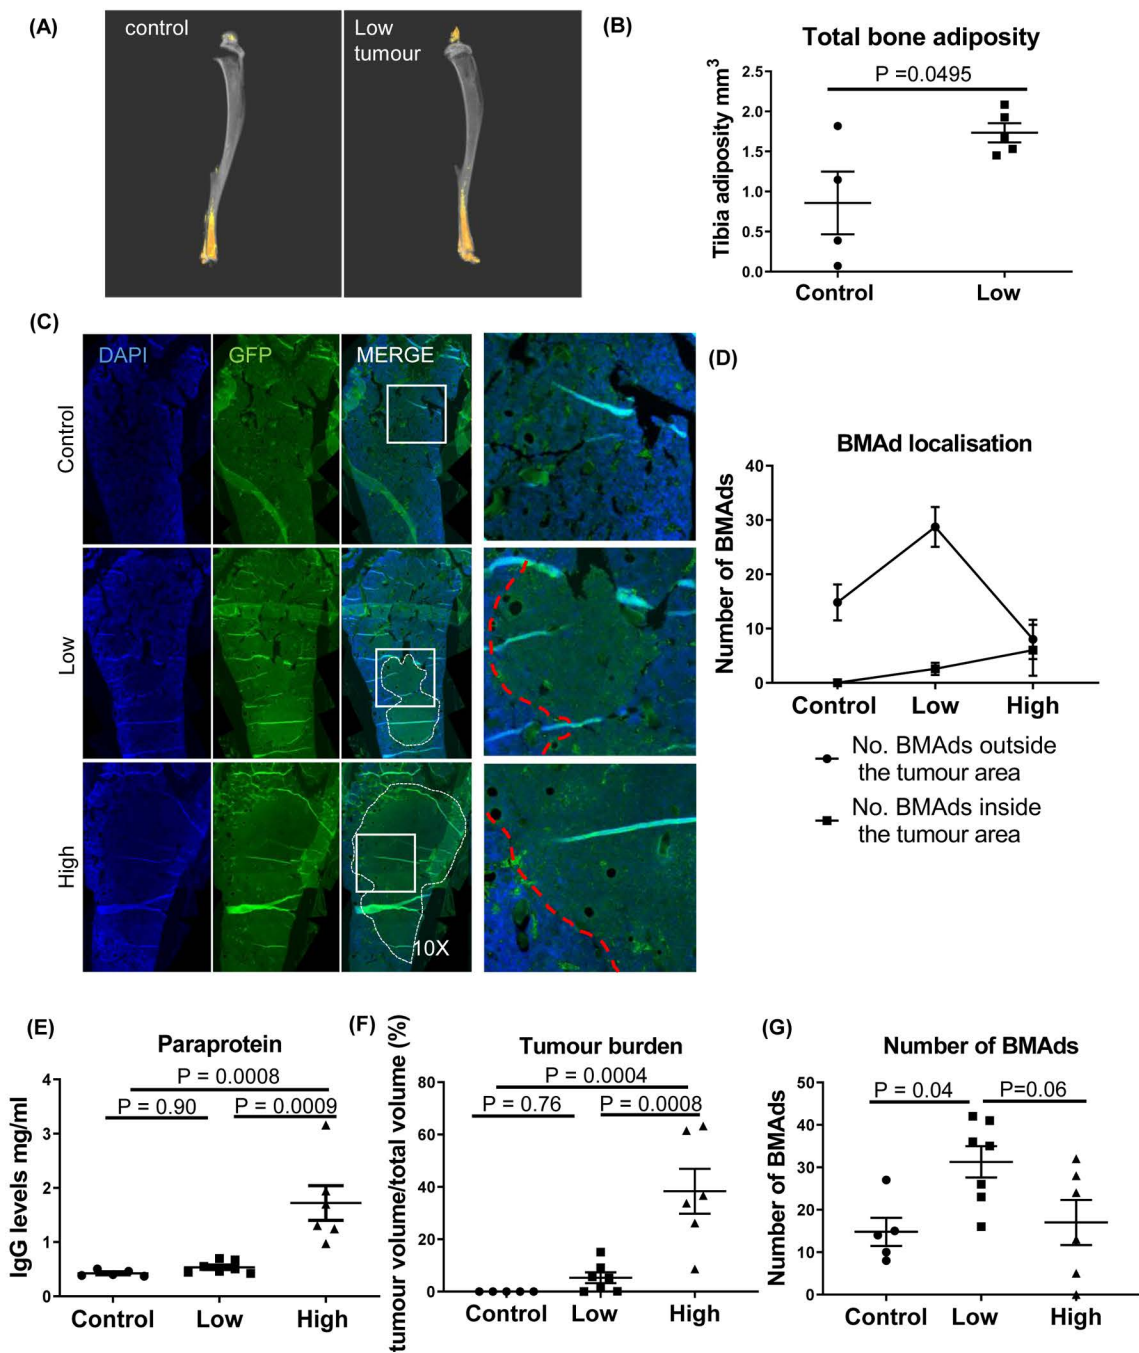 (A)
control
Low
tumour
(B)
Total bone adiposity
P =0.0495
Tibia adiposity mm³
2.5
2.0
1.5
1.0
0.5
0.0
Control
Low
(C)
DAPI
GFP
MERGE
Control
Low
High
10X
(D)
BMAd localisation
Number of BMAds
40
30
20
10
0
Control
Low
High
No. BMAds outside
the tumour area
No. BMAds inside
the tumour area
(E)
Paraprotein
P = 0.0008
P = 0.90
P = 0.0009
IgG levels mg/ml
4
3
2
1
0
Control
Low
High
(F)
Tumour burden
P = 0.0004
P = 0.76
P = 0.0008
tumour volume/total volume (%)
80
60
40
20
0
Control
Low
High
(G)
Number of BMAds
P = 0.04
P=0.06
Number of BMAds
50
40
30
20
10
0
Control
Low
High